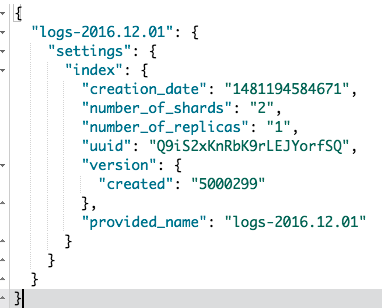 {
  "logs-2016.12.01": {
    "settings": {
      "index": {
        "creation_date": "1481194584671",
        "number_of_shards": "2",
        "number_of_replicas": "1",
        "uuid": "Q9iS2xKnRbK9rLEJYorfSQ",
        "version": {
          "created": "5000299"
        },
        "provided_name": "logs-2016.12.01"
      }
    }
  }
}